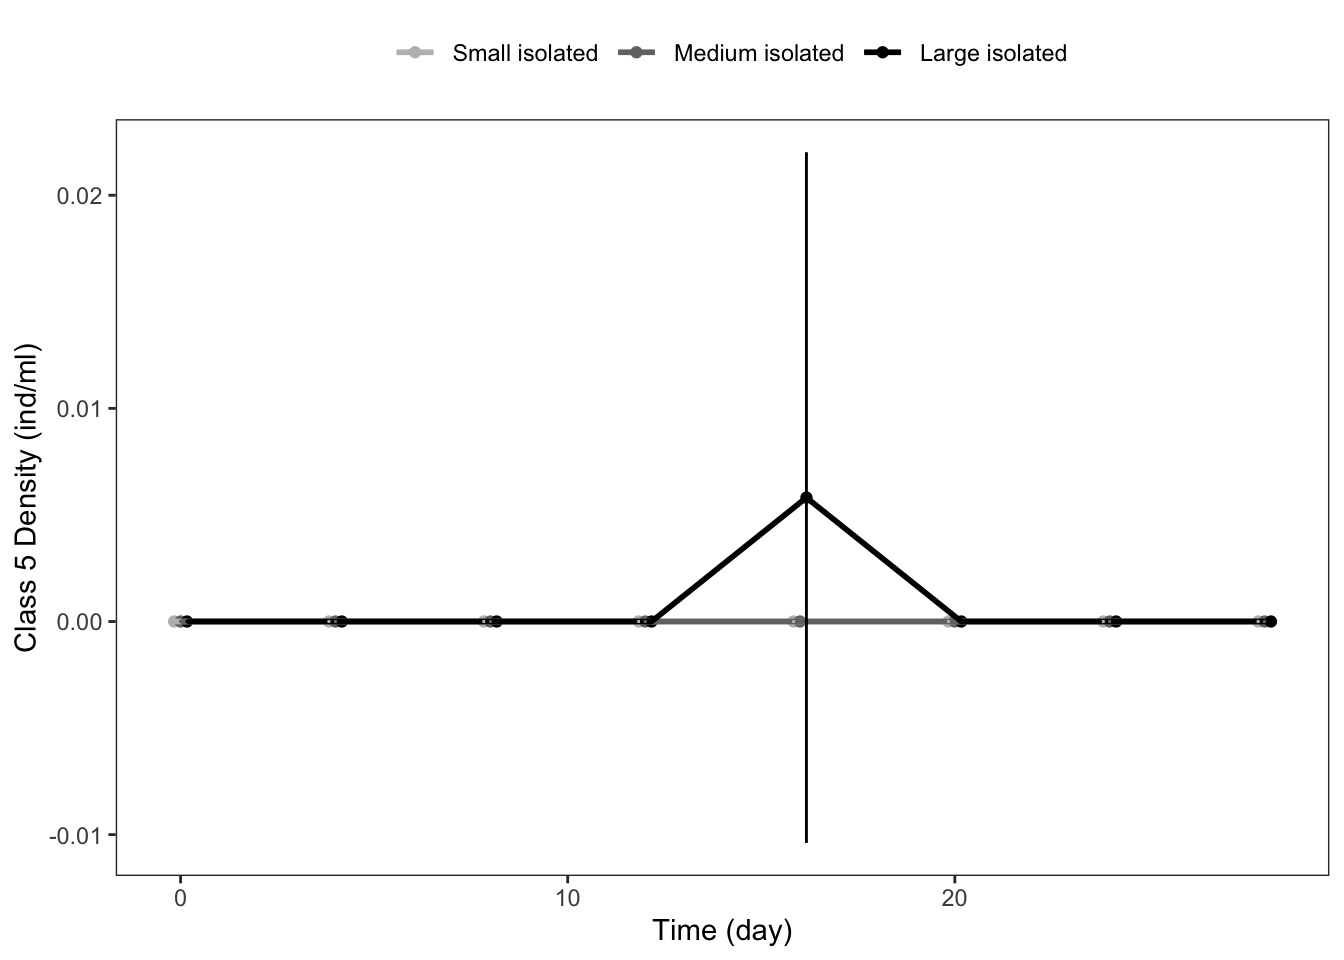 Small isolated Medium isolated Large isolated
Class 5 Density (ind/ml)
0.02
0.01
0.00
-0.01
0 10 20
Time (day)